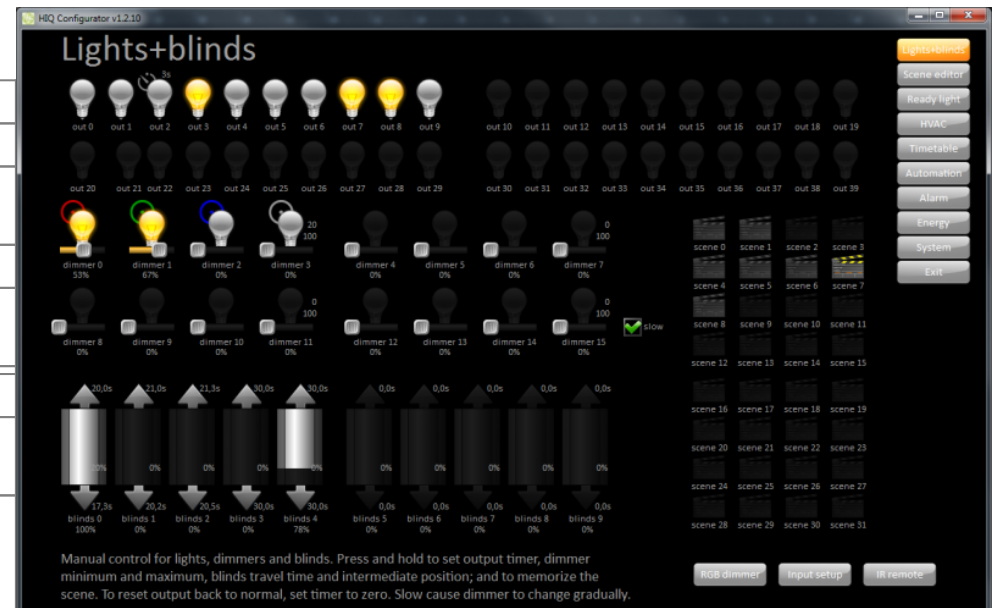 HIQ Configurator v1.2.10
Lights+blinds
Lights+blinds
Scene editor
Ready light
HVAC
Timetable
Automation
Alarm
Energy
System
Exit
3s
out 0 out 1 out 2 out 3 out 4 out 5 out 6 out 7 out 8 out 9 out 10 out 11 out 12 out 13 out 14 out 15 out 16 out 17 out 18 out 19
out 20 out 21 out 22 out 23 out 24 out 25 out 26 out 27 out 28 out 29 out 30 out 31 out 32 out 33 out 34 out 35 out 36 out 37 out 38 out 39
20 0
100 100
dimmer 0 dimmer 1 dimmer 2 dimmer 3 dimmer 4 dimmer 5 dimmer 6 dimmer 7
53% 67% 0% 0% 0% 0% 0% 0%
0 0
100 100
slow
dimmer 8 dimmer 9 dimmer 10 dimmer 11 dimmer 12 dimmer 13 dimmer 14 dimmer 15
0% 0% 0% 0% 0% 0% 0% 0%
scene 0 scene 1 scene 2 scene 3
scene 4 scene 5 scene 6 scene 7
scene 8 scene 9 scene 10 scene 11
scene 12 scene 13 scene 14 scene 15
scene 16 scene 17 scene 18 scene 19
scene 20 scene 21 scene 22 scene 23
scene 24 scene 25 scene 26 scene 27
scene 28 scene 29 scene 30 scene 31
20,0s 21,0s 21,3s 30,0s 30,0s 0,0s 0,0s 0,0s 0,0s 0,0s
0% 0% 0% 0% 0% 0% 0% 0% 0%
17,3s 20,2s 20,5s 30,0s 30,0s 0,0s 0,0s 0,0s 0,0s 0,0s
blinds 0 blinds 1 blinds 2 blinds 3 blinds 4 blinds 5 blinds 6 blinds 7 blinds 8 blinds 9
100% 0% 0% 0% 78% 0% 0% 0% 0% 0%
Manual control for lights, dimmers and blinds. Press and hold to set output timer, dimmer
minimum and maximum, blinds travel time and intermediate position; and to memorize the
scene. To reset output back to normal, set timer to zero. Slow cause dimmer to change gradually.
RGB dimmer Input setup IR remote